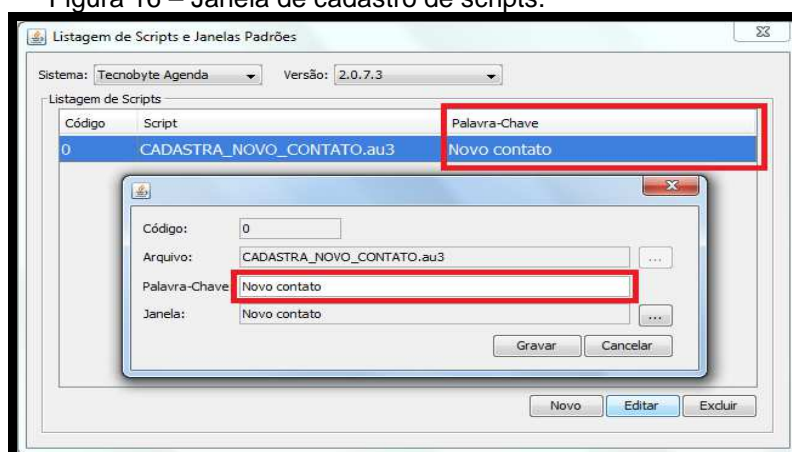 Figura 16 – Janela de cadastro de scripts.
Listagem de Scripts e Janelas Padrões
Sistema: Tecnobyte Agenda Versão: 2.0.7.3
Listagem de Scripts
Código Script Palavra-Chave
0 CADASTRA_NOVO_CONTATO.au3 Novo contato
Código: 0
Arquivo: CADASTRA_NOVO_CONTATO.au3 ...
Palavra-Chave Novo contato
Janela: Novo contato ...
Gravar Cancelar
Novo Editar Excluir